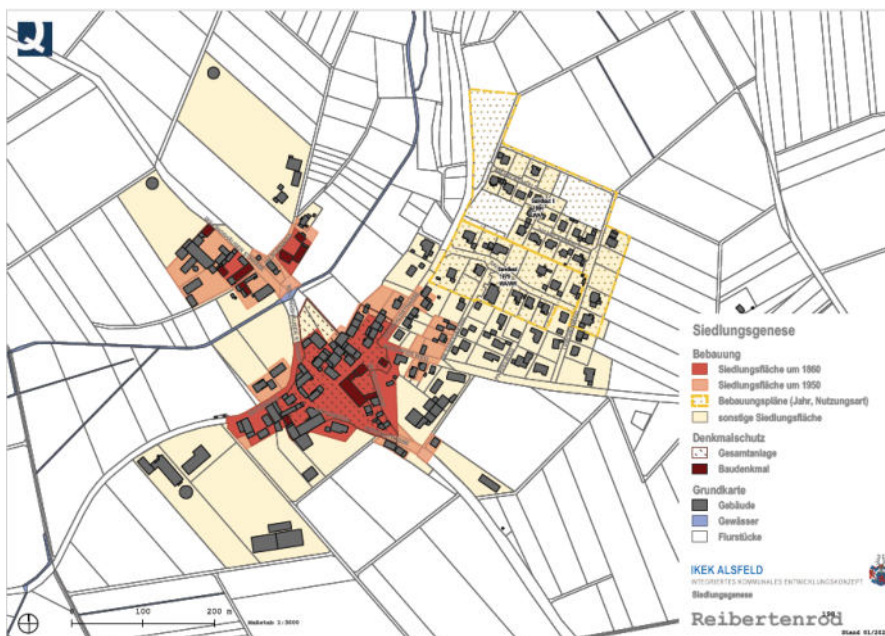 Siedlungsgenese
Bebauung
Siedlungsfläche um 1860
Siedlungsfläche um 1950
Bebauungspläne (Jahr, Nutzungsart)
sonstige Siedlungsfläche
Denkmalschutz
Gesamtanlage
Baudenkmal
Grundkarte
Gebäude
Gewässer
Flurstücke
IKEK ALSFELD
INTEGRIERTES KOMMUNALES ENTWICKLUNGSKONZEPT
Siedlungsgenese
Reibertenrod
0 100 200 m
Maßstab 1:3000